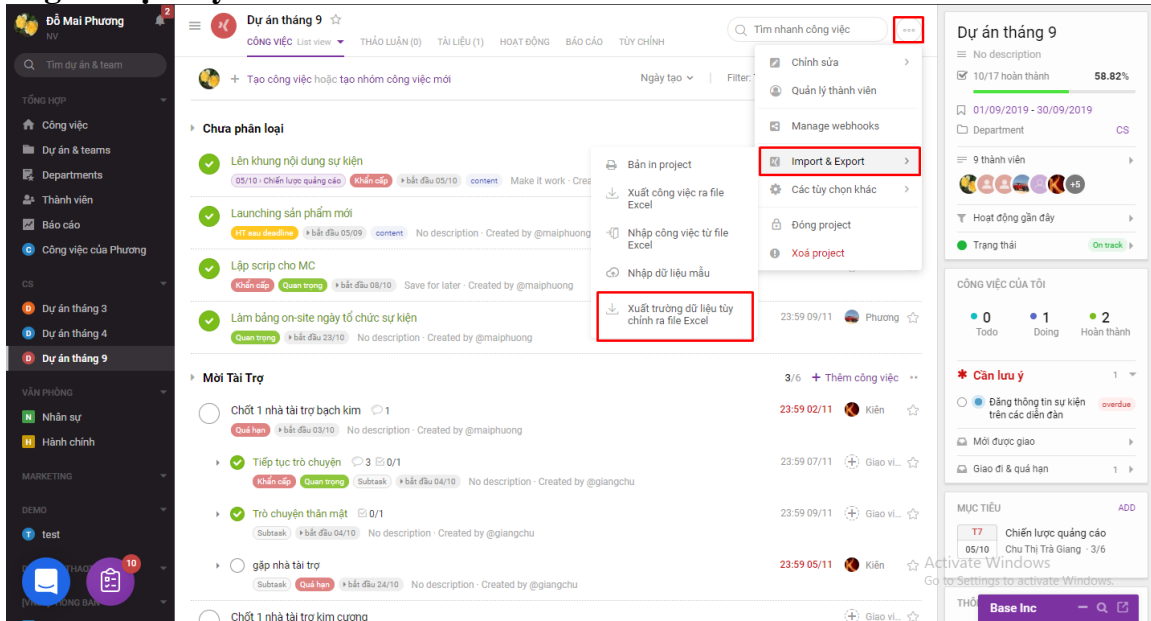 Đỗ Mai Phương
2
NV
Tìm dự án & team
TỔNG HỢP
Công việc
Dự án & teams
Departments
Thành viên
Báo cáo
Công việc của Phương
CS
Dự án tháng 3
Dự án tháng 4
Dự án tháng 9
VĂN PHÒNG
Nhân sự
Hành chính
MARKETING
DEMO
test
10
Dự án tháng 9
CÔNG VIỆC List view THẢO LUẬN (0) TÀI LIỆU (1) HOẠT ĐỘNG BÁO CÁO TÙY CHỈNH
Tìm nhanh công việc
+ Tạo công việc hoặc tạo nhóm công việc mới
Ngày tạo
Filter:
Chưa phân loại
Lên khung nội dung sự kiện
05/10 › Chiến lược quảng cáo Khẩn cấp bắt đầu 05/10 content Make it work · Crea
Launching sản phẩm mới
HT sau deadline bắt đầu 05/09 content No description · Created by @maiphuong
Lập scrip cho MC
Khẩn cấp Quan trọng bắt đầu 08/10 Save for later · Created by @maiphuong
Làm bảng on-site ngày tổ chức sự kiện
23:59 09/11 Phương
Quan trọng bắt đầu 23/10 No description · Created by @maiphuong
Mời Tài Trợ
3/6 + Thêm công việc
Chốt 1 nhà tài trợ bạch kim 1
23:59 02/11 Kiên
Quá hạn bắt đầu 03/10 No description · Created by @maiphuong
Tiếp tục trò chuyện 3 0/1
23:59 07/11 Giao vi...
Khẩn cấp Quan trọng Subtask bắt đầu 04/10 No description · Created by @giangchu
Trò chuyện thân mật 0/1
23:59 09/11 Giao vi...
Subtask bắt đầu 04/10 No description · Created by @giangchu
gặp nhà tài trợ
23:59 05/11 Kiên
Subtask Quá hạn bắt đầu 24/10 No description · Created by @giangchu
Chốt 1 nhà tài trợ kim cương
Giao vi...
Chỉnh sửa
Quản lý thành viên
Manage webhooks
Import & Export
Các tùy chọn khác
Đóng project
Xoá project
Bản in project
Xuất công việc ra file
Excel
Nhập công việc từ file
Excel
Nhập dữ liệu mẫu
Xuất trường dữ liệu tùy
chỉnh ra file Excel
Dự án tháng 9
No description
10/17 hoàn thành 58.82%
01/09/2019 - 30/09/2019
Department CS
9 thành viên
+5
Hoạt động gần đây
Trạng thái On track
CÔNG VIỆC CỦA TÔI
0 1 2
Todo Doing Hoàn thành
Cần lưu ý 1
Đăng thông tin sự kiện
trên các diễn đàn
overdue
Mới được giao
Giao đi & quá hạn 1
MỤC TIÊU ADD
T7 Chiến lược quảng cáo
05/10 Chu Thị Trà Giang · 3/6
Activate Windows
Go to Settings to activate Windows.
Base Inc